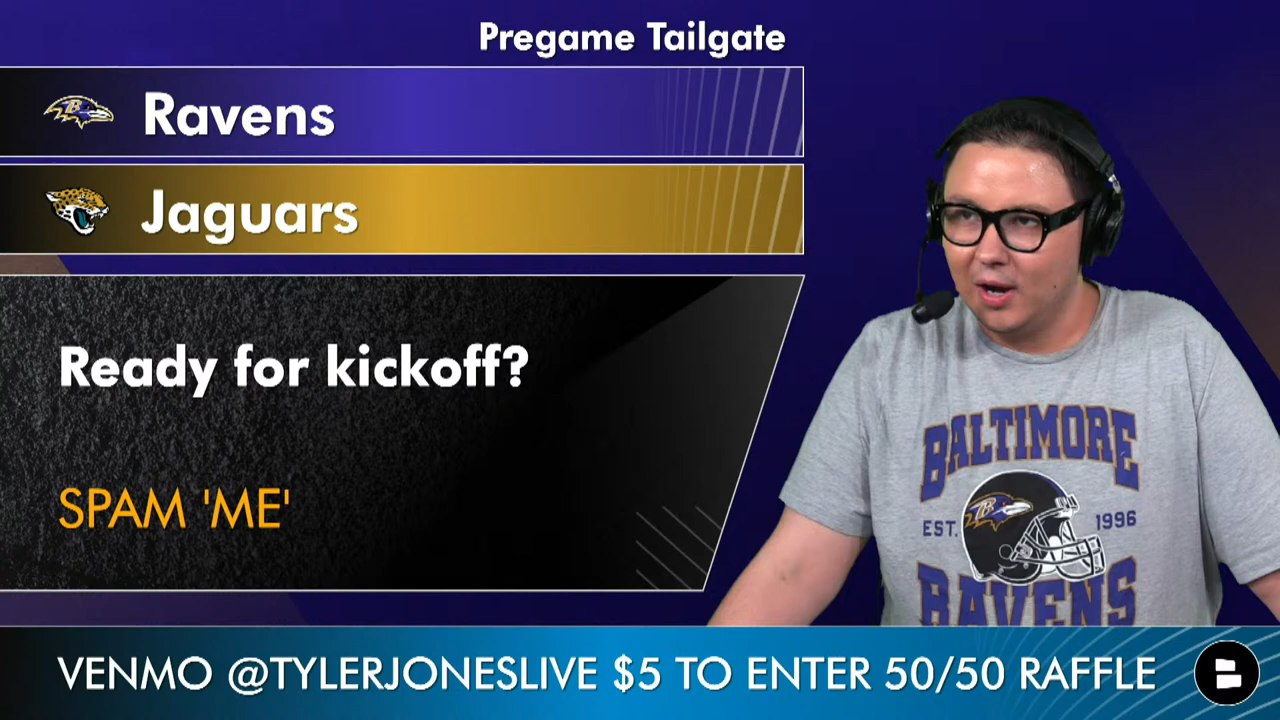 Pregame Tailgate
Ravens
Jaguars
Ready for kickoff?
SPAM 'ME'
BALTIMORE
EST. 1996
RAVENS
VENMO @TYLERJONESLIVE $5 TO ENTER 50/50 RAFFLE